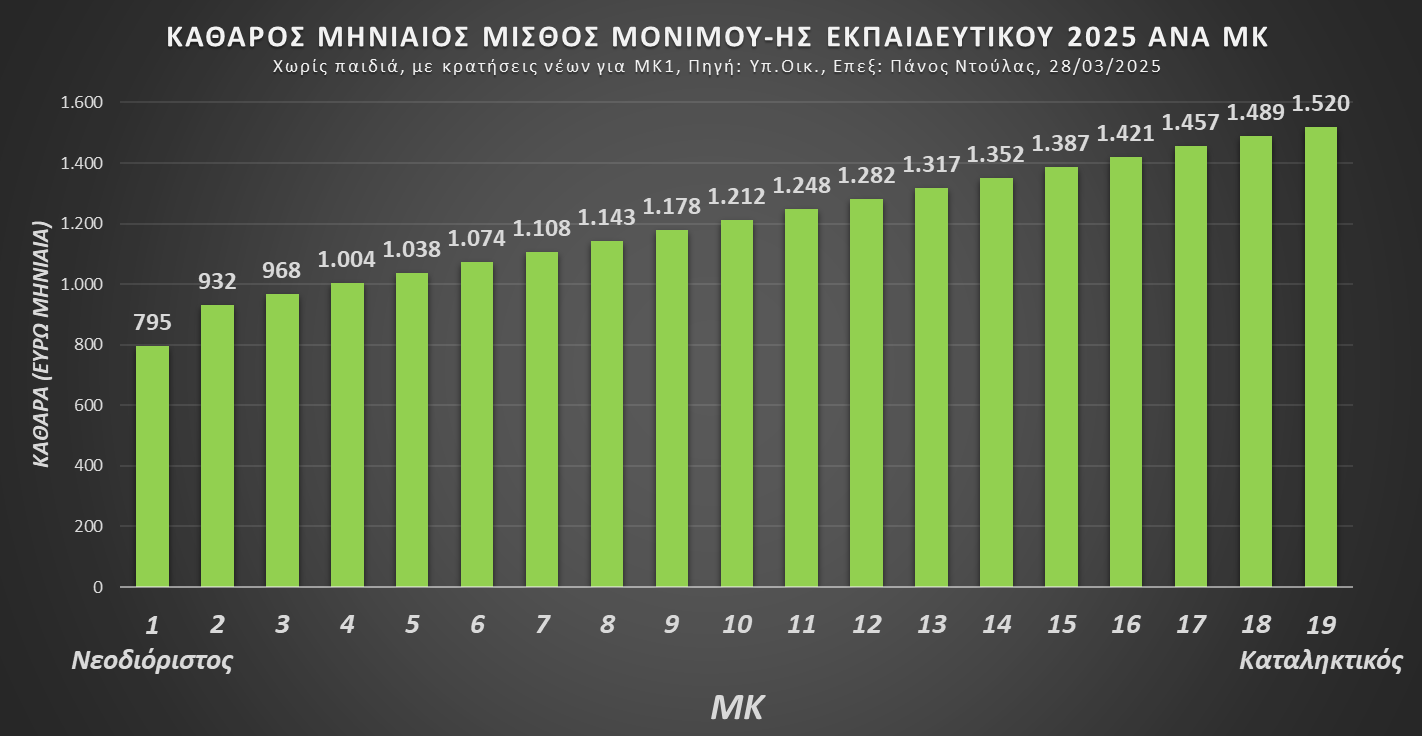 ΚΑΘΑΡΟΣ ΜΗΝΙΑΙΟΣ ΜΙΣΘΟΣ ΜΟΝΙΜΟΥ-ΗΣ ΕΚΠΑΙΔΕΥΤΙΚΟΥ 2025 ΑΝΑ ΜΚ
Χωρίς παιδιά, με κρατήσεις νέων για ΜΚ1, Πηγή: Υπ.Οικ., Επεξ: Πάνος Ντούλας, 28/03/2025
ΚΑΘΑΡΑ (ΕΥΡΩ ΜΗΝΙΑΙΑ)
1.600
1.400
1.200
1.000
800
600
400
200
0
795 932 968 1.004 1.038 1.074 1.108 1.143 1.178 1.212 1.248 1.282 1.317 1.352 1.387 1.421 1.457 1.489 1.520
1 2 3 4 5 6 7 8 9 10 11 12 13 14 15 16 17 18 19
Νεοδιόριστος Καταληκτικός
ΜΚ